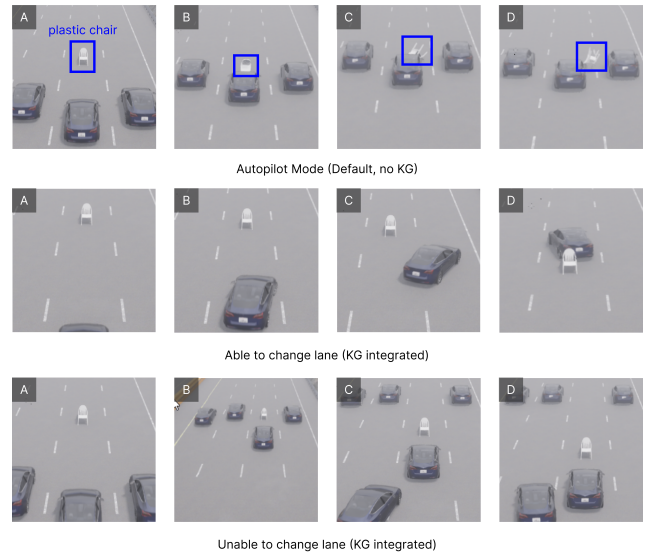 A
plastic chair
B
C
D
Autopilot Mode (Default, no KG)
A
B
C
D
Able to change lane (KG integrated)
A
B
C
D
Unable to change lane (KG integrated)